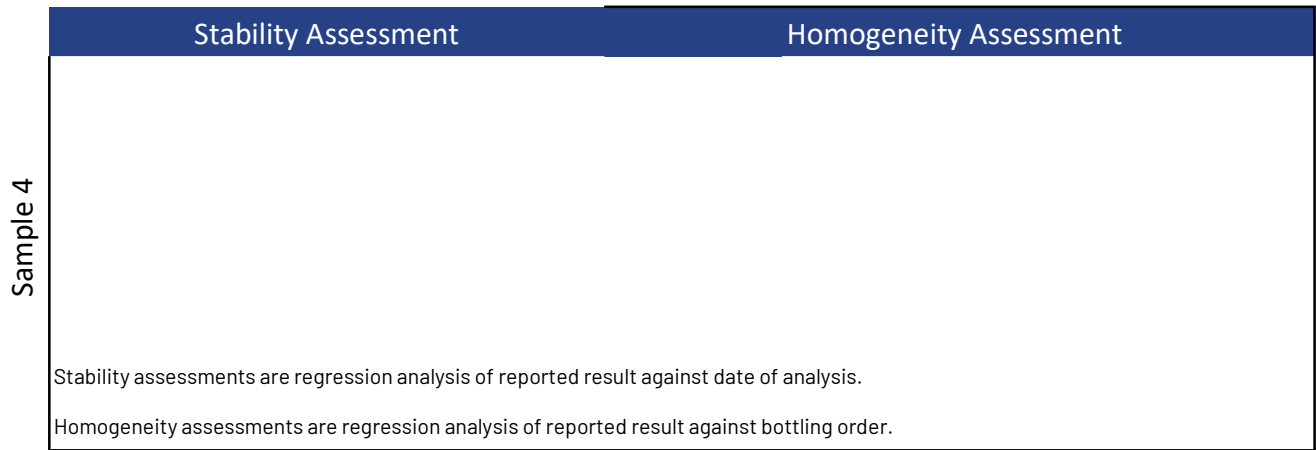 Stability Assessment
Homogeneity Assessment
Sample 4
Stability assessments are regression analysis of reported result against date of analysis.
Homogeneity assessments are regression analysis of reported result against bottling order.